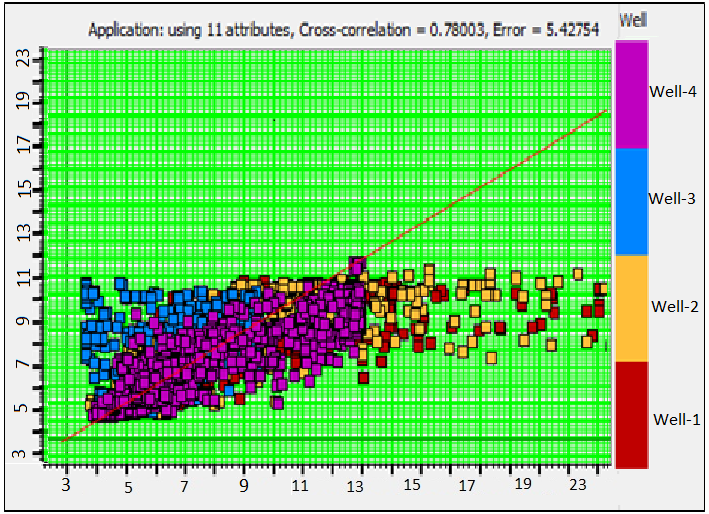 Application: using 11 attributes, Cross-correlation = 0.78003, Error = 5.42754
Well
23
19
17
15
13
11
9
7
5
3
Well-4
Well-3
Well-2
Well-1
3 5 7 9 11 13 15 17 19 23